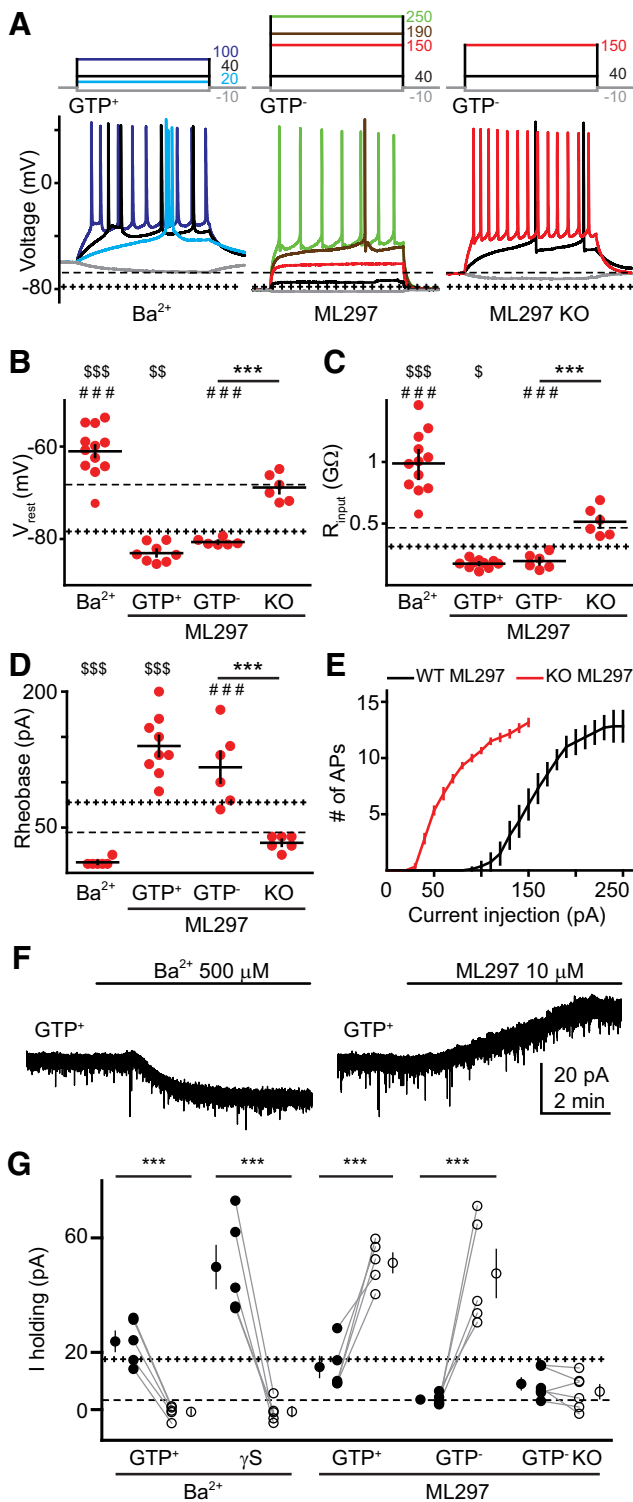 A
100
40
20
-10
GTP+
250
190
150
40
GTP-
150
40
-10
GTP-
Voltage (mV)
0
-80
Ba2+
ML297
ML297 KO
B
$$$
$$
***
###
###
Vrest (mV)
-60
-80
Ba2+
GTP+
GTP-
KO
ML297
C
$$$
$
***
###
###
Rinput (GΩ)
1
0.5
Ba2+
GTP+
GTP-
KO
ML297
D
$$$
$$$
***
###
Rheobase (pA)
200
50
Ba2+
GTP+
GTP-
KO
ML297
E
WT ML297
KO ML297
# of APs
15
10
5
50
150
250
Current injection (pA)
F
Ba2+ 500 μM
GTP+
ML297 10 μM
GTP+
20 pA
2 min
G
***
***
***
***
I holding (pA)
60
20
0
GTP+
γS
GTP+
GTP-
GTP- KO
Ba2+
ML297